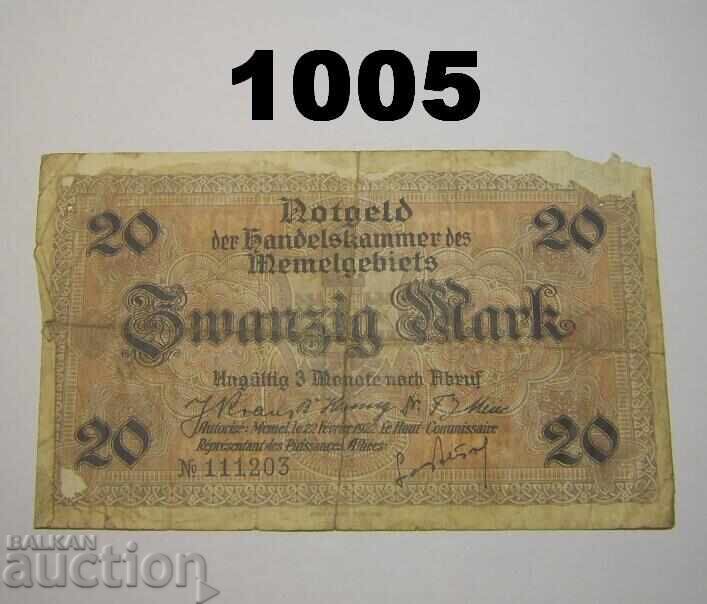 1005
20 20
Notgeld
der Handelskammer des
Memelgebiets
Zwanzig Mark
Ungültig 3 Monate nach Abruf
Autorisé: Memel, le 22 Février 1922. Le Haut-Commissaire
Représentant des Puissances Alliées:
20 20
No 111203
BALKAN
auction